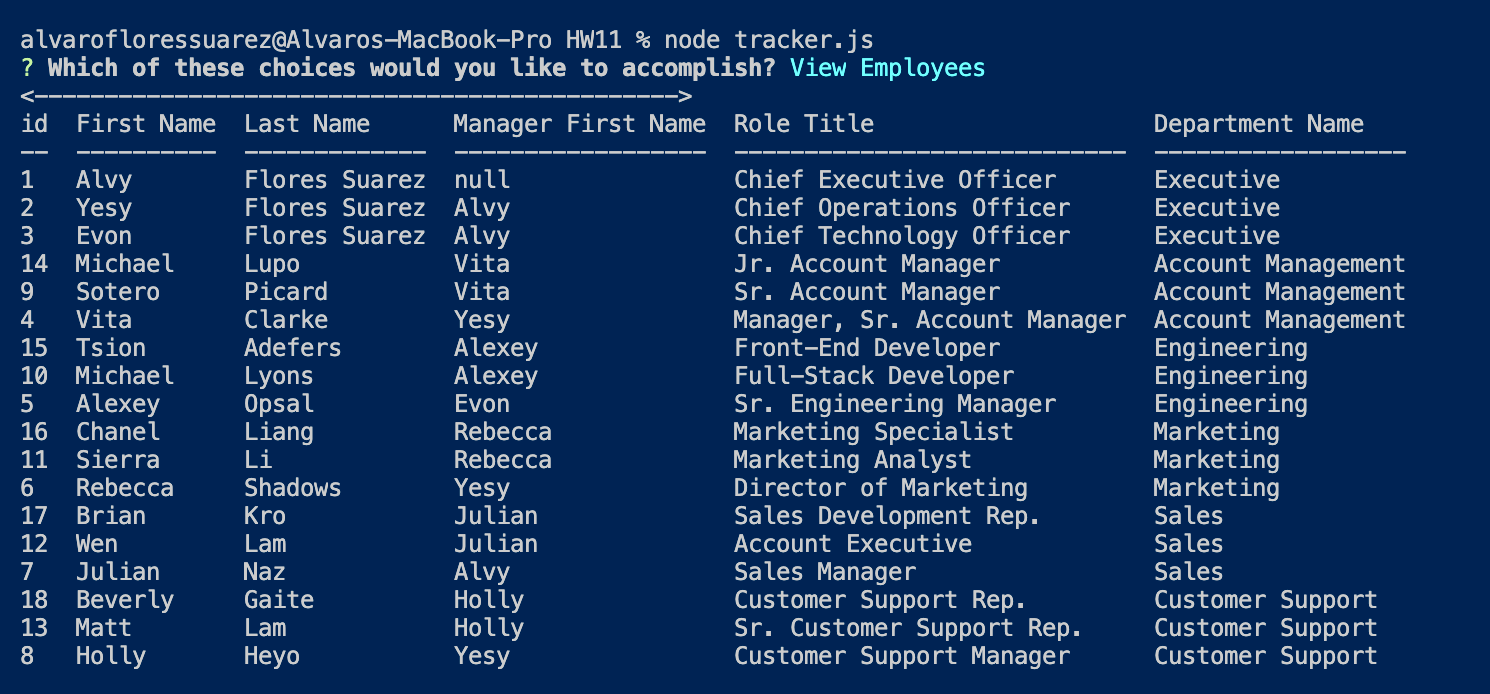 alvarofloressuarez@Alvaros-MacBook-Pro HW11 % node tracker.js
? Which of these choices would you like to accomplish? View Employees
<---------------------------------------------->
id  First Name  Last Name      Manager First Name  Role Title                    Department Name
--  ----------  -------------  ------------------  ----------------------------  ------------------
1   Alvy        Flores Suarez  null                Chief Executive Officer       Executive
2   Yesy        Flores Suarez  Alvy                Chief Operations Officer      Executive
3   Evon        Flores Suarez  Alvy                Chief Technology Officer      Executive
14  Michael     Lupo           Vita                Jr. Account Manager           Account Management
9   Sotero      Picard         Vita                Sr. Account Manager           Account Management
4   Vita        Clarke         Yesy                Manager, Sr. Account Manager  Account Management
15  Tsion       Adefers        Alexey              Front-End Developer           Engineering
10  Michael     Lyons          Alexey              Full-Stack Developer          Engineering
5   Alexey      Opsal          Evon                Sr. Engineering Manager       Engineering
16  Chanel      Liang          Rebecca             Marketing Specialist          Marketing
11  Sierra      Li             Rebecca             Marketing Analyst             Marketing
6   Rebecca     Shadows        Yesy                Director of Marketing         Marketing
17  Brian       Kro            Julian              Sales Development Rep.        Sales
12  Wen         Lam            Julian              Account Executive             Sales
7   Julian      Naz            Alvy                Sales Manager                 Sales
18  Beverly     Gaite          Holly               Customer Support Rep.         Customer Support
13  Matt        Lam            Holly               Sr. Customer Support Rep.     Customer Support
8   Holly       Heyo           Yesy                Customer Support Manager      Customer Support